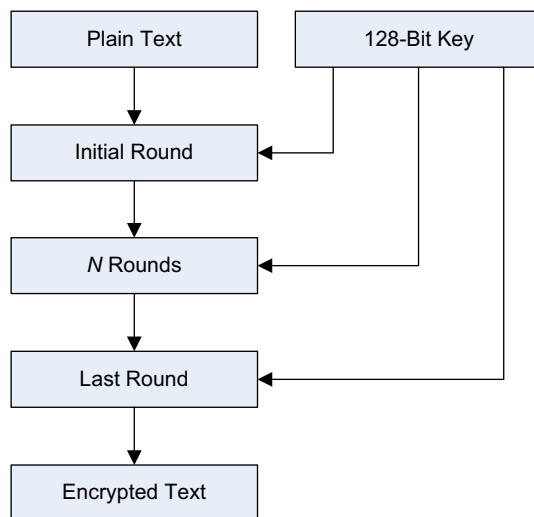 Plain Text
128-Bit Key
Initial Round
N Rounds
Last Round
Encrypted Text